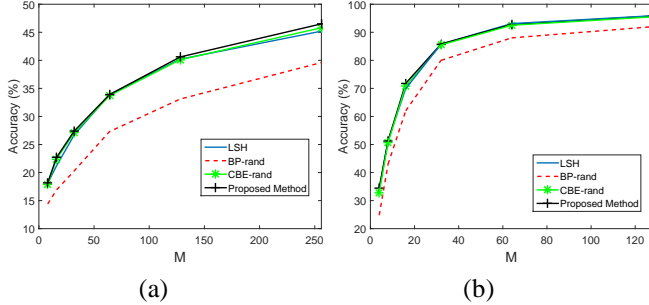 50
45
40
35
30
25
20
15
10
Accuracy (%)
0
50
100
150
200
250
M
LSH
BP-rand
CBE-rand
Proposed Method
(a)
100
90
80
70
60
50
40
30
20
Accuracy (%)
0
20
40
60
80
100
120
M
LSH
BP-rand
CBE-rand
Proposed Method
(b)